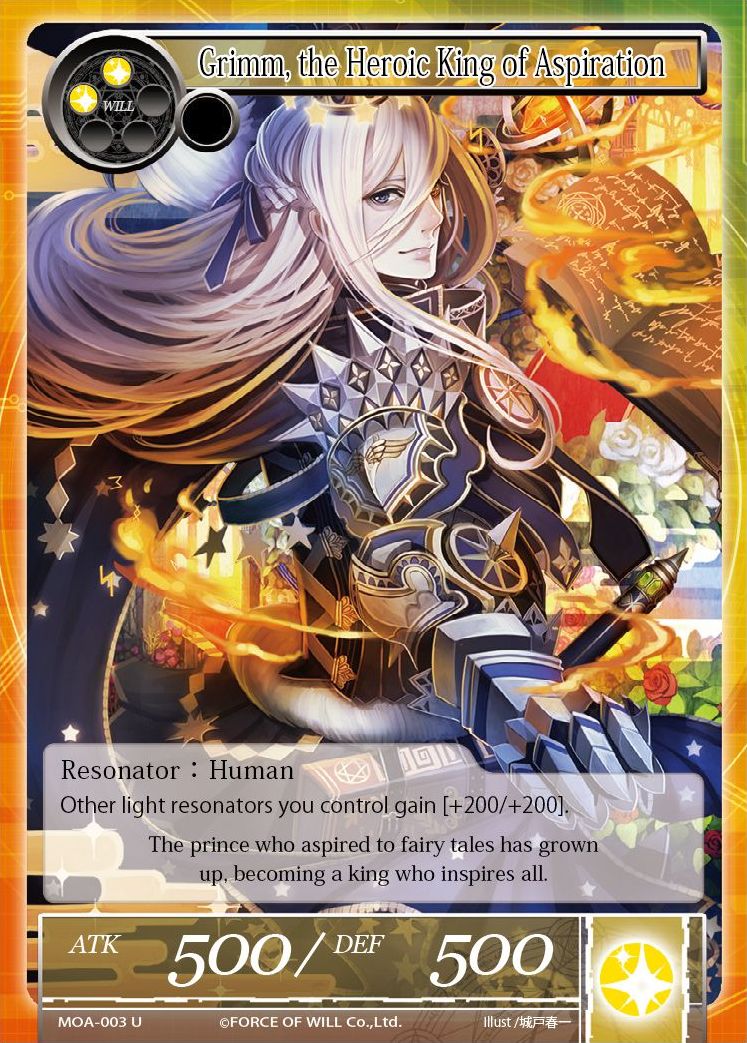 Grimm, the Heroic King of Aspiration
WILL
Resonator : Human
Other light resonators you control gain [+200/+200].
The prince who aspired to fairy tales has grown
up, becoming a king who inspires all.
ATK 500 / DEF 500
MOA-003 U ©FORCE OF WILL Co.,Ltd. Illust /城戸春一